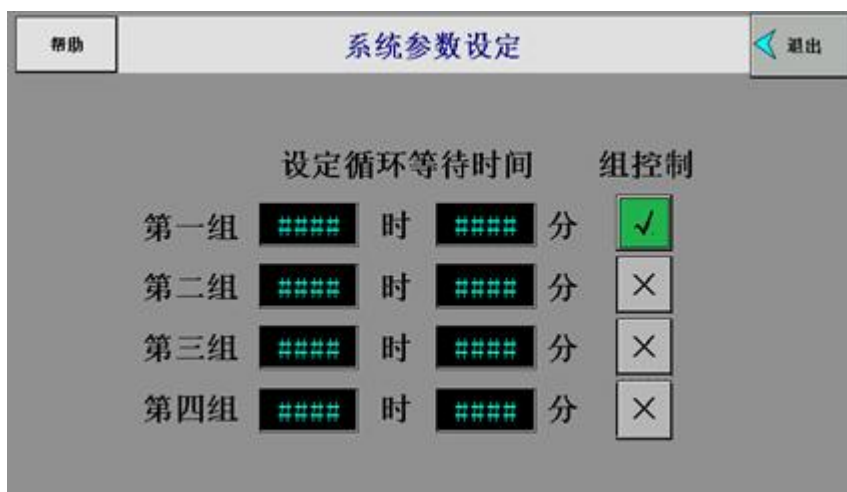 帮助 系统参数设定 退出
设定循环等待时间 组控制
第一组 #### 时 #### 分 √
第二组 #### 时 #### 分 ×
第三组 #### 时 #### 分 ×
第四组 #### 时 #### 分 ×